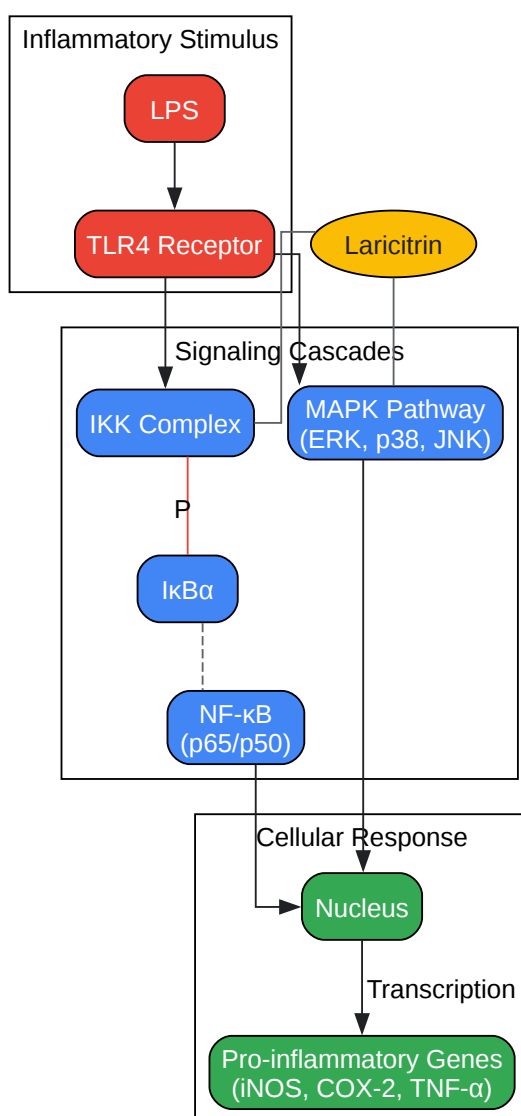 Inflammatory Stimulus
LPS
TLR4 Receptor
Laricitrin
Signaling Cascades
IKK Complex
MAPK Pathway
(ERK, p38, JNK)
P
IκBα
NF-κB
(p65/p50)
Cellular Response
Nucleus
Transcription
Pro-inflammatory Genes
(iNOS, COX-2, TNF-α)